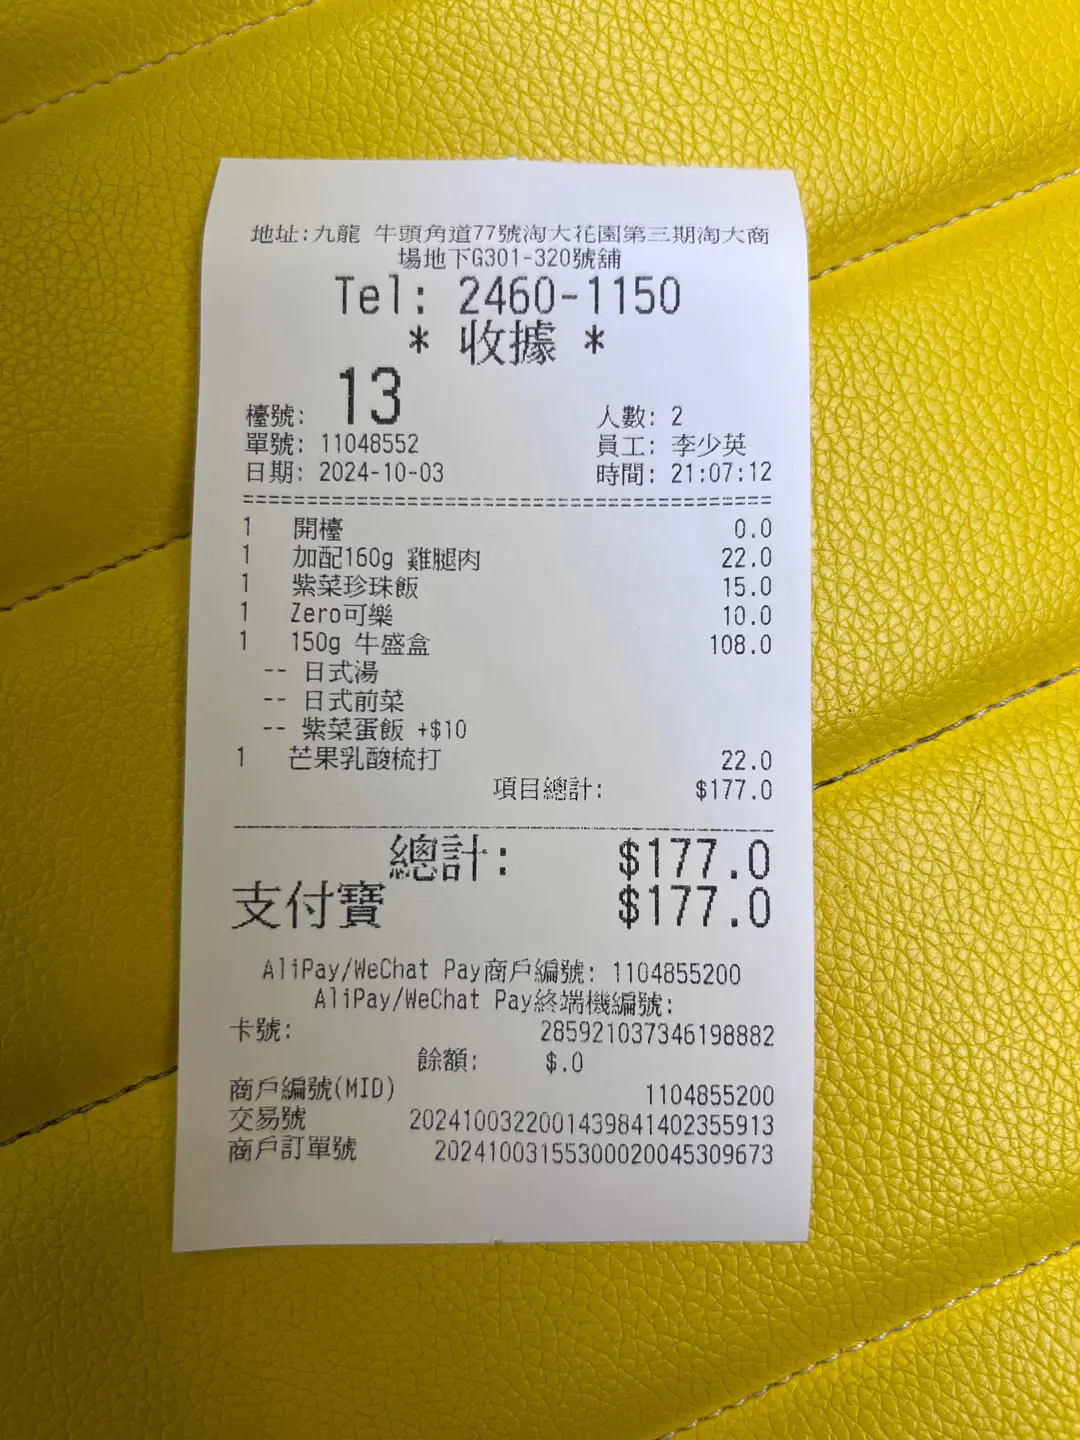 地址:九龍 牛頭角道77號淘大花園第三期淘大商
場地下G301-320號舖
Tel: 2460-1150
* 收據 *
檯號: 13 人數: 2
單號: 11048552 員工: 李少英
日期: 2024-10-03 時間: 21:07:12
==========================================
1 開檯 0.0
1 加配160g 雞腿肉 22.0
1 紫菜珍珠飯 15.0
1 Zero可樂 10.0
1 150g 牛盛盒 108.0
-- 日式湯
-- 日式前菜
-- 紫菜蛋飯 +$10
1 芒果乳酸梳打 22.0
項目總計: $177.0
總計: $177.0
支付寶 $177.0
AliPay/WeChat Pay商戶編號: 1104855200
AliPay/WeChat Pay終端機編號:
卡號: 285921037346198882
餘額: $.0
商戶編號(MID) 1104855200
交易號 2024100322001439841402355913
商戶訂單號 20241003155300020045309673